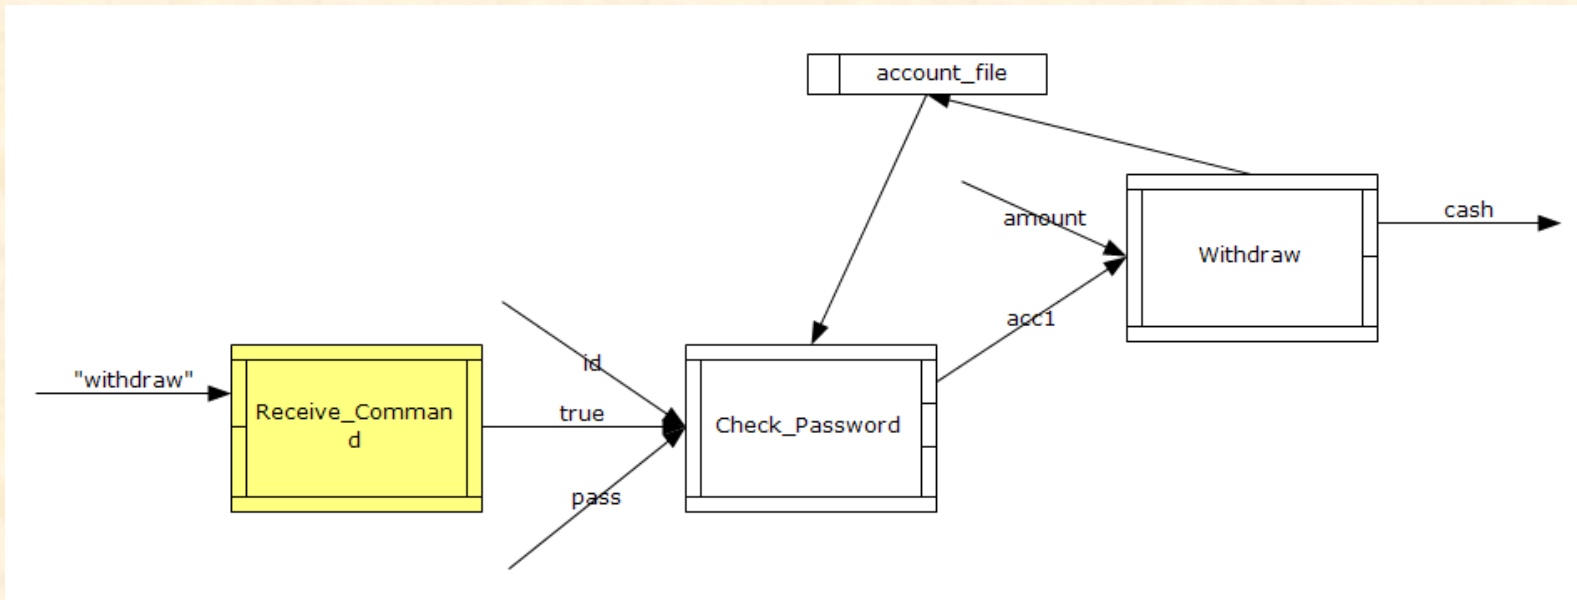 account_file
amount
Withdraw
cash
acc1
id
"withdraw"
Receive_Comman
d
true
Check_Password
pass